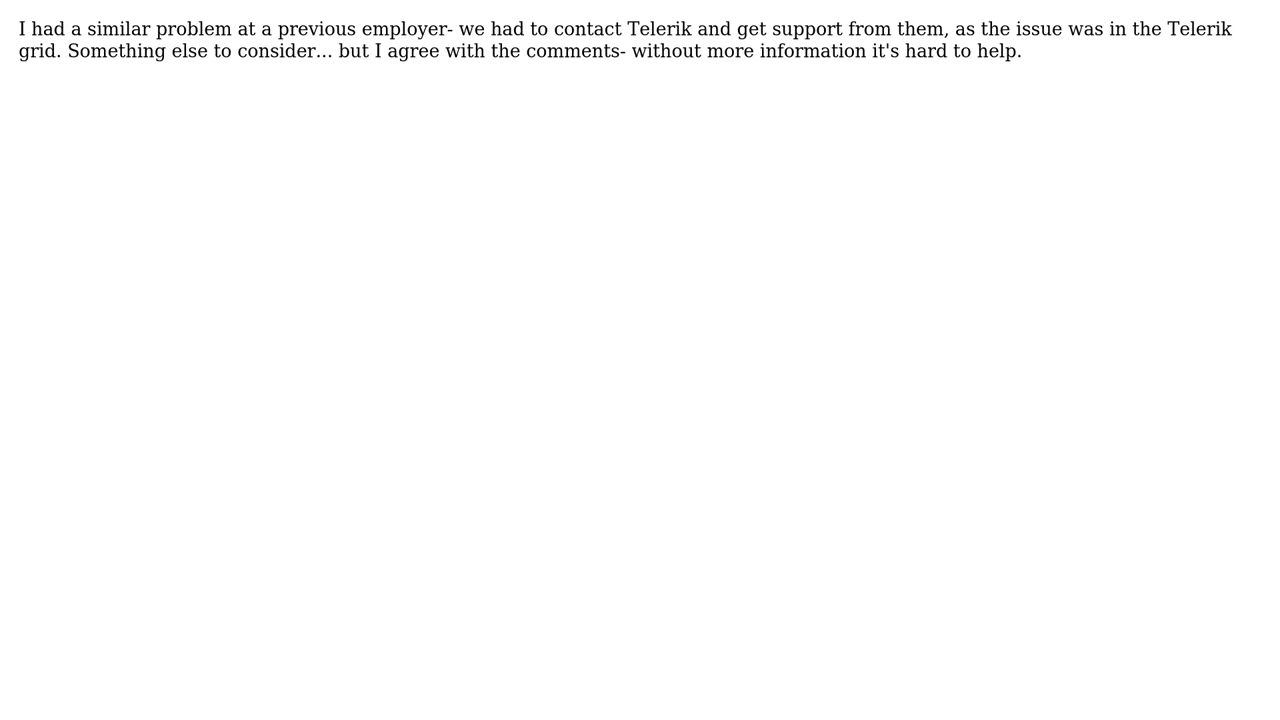 I had a similar problem at a previous employer- we had to contact Telerik and get support from them, as the issue was in the Telerik
grid. Something else to consider... but I agree with the comments- without more information it's hard to help.